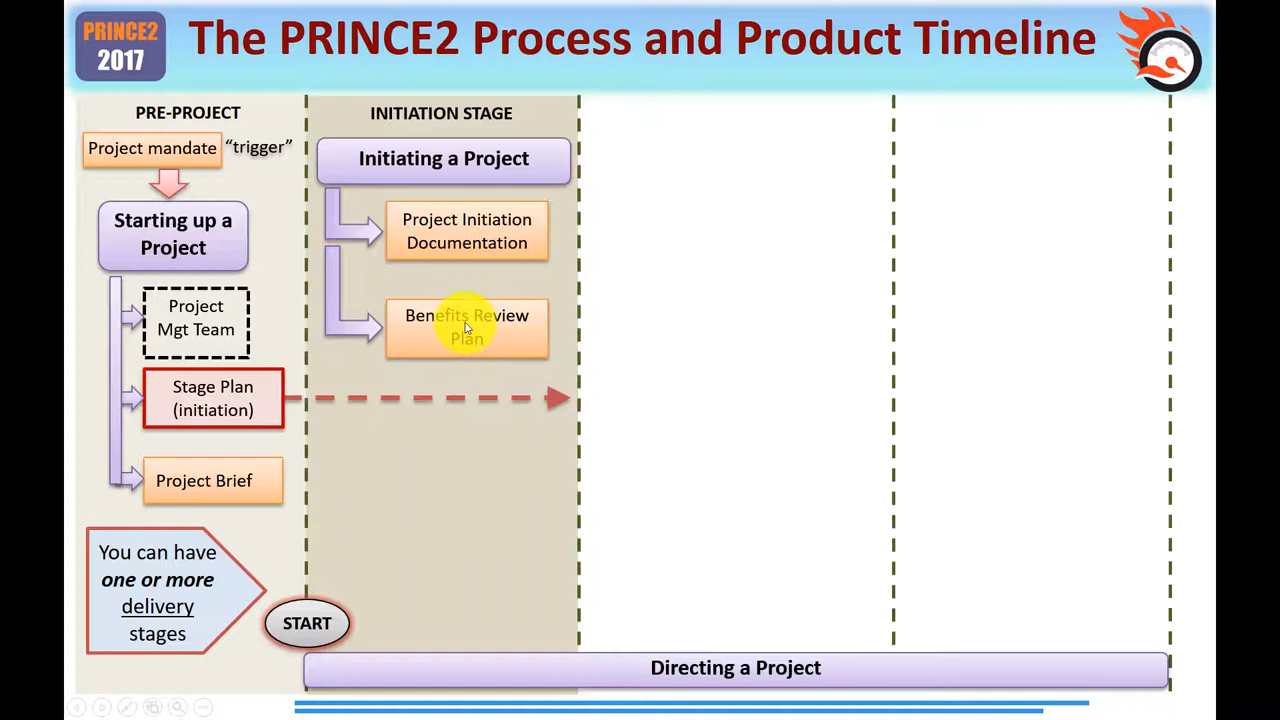 PRINCE2
2017
The PRINCE2 Process and Product Timeline
PRE-PROJECT
Project mandate
“trigger”
Starting up a
Project
Project
Mgt Team
Stage Plan
(initiation)
Project Brief
You can have
one or more
delivery
stages
START
INITIATION STAGE
Initiating a Project
Project Initiation
Documentation
Benefits Review
Plan
Directing a Project